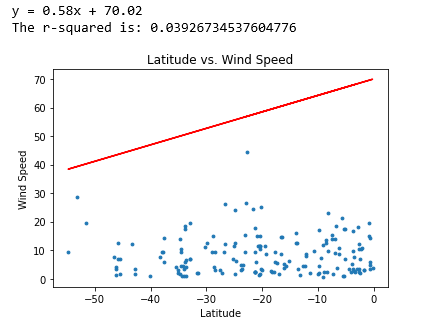 y = 0.58x + 70.02
The r-squared is: 0.03926734537604776
Latitude vs. Wind Speed
70
60
50
40
30
20
10
0
Wind Speed
−50 −40 −30 −20 −10 0
Latitude